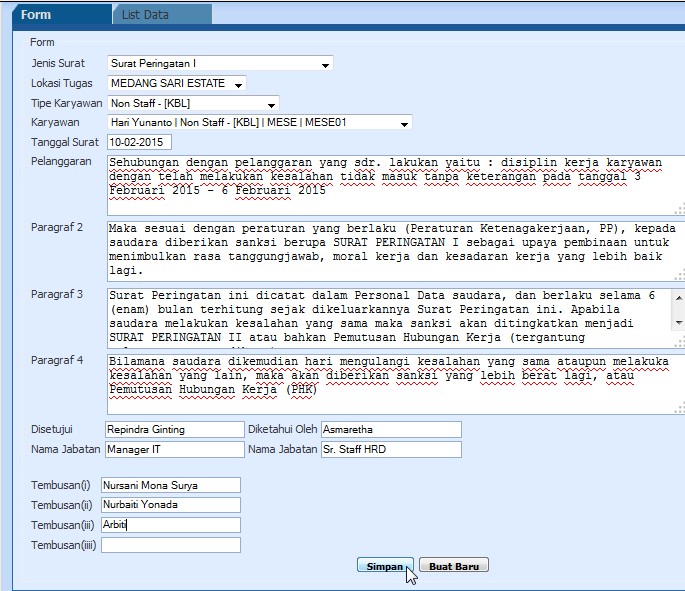 Form
List Data
Form
Jenis Surat Surat Peringatan I
Lokasi Tugas MEDANG SARI ESTATE
Tipe Karyawan Non Staff - [KBL]
Karyawan Hari Yunanto | Non Staff - [KBL] | MESE | MESE01
Tanggal Surat 10-02-2015
Pelanggaran Sehubungan dengan pelanggaran yang sdr. lakukan yaitu : disiplin kerja karyawan
dengan telah melakukan kesalahan tidak masuk tanpa keterangan pada tanggal 3
Februari 2015 - 6 Februari 2015
Paragraf 2 Maka sesuai dengan peraturan yang berlaku (Peraturan Ketenagakerjaan, PP), kepada
saudara diberikan sanksi berupa SURAT PERINGATAN I sebagai upaya pembinaan untuk
menimbulkan rasa tanggungjawab, moral kerja dan kesadaran kerja yang lebih baik
lagi.
Paragraf 3 Surat Peringatan ini dicatat dalam Personal Data saudara, dan berlaku selama 6
(enam) bulan terhitung sejak dikeluarkannya Surat Peringatan ini. Apabila
saudara melakukan kesalahan yang sama maka sanksi akan ditingkatkan menjadi
SURAT PERINGATAN II atau bahkan Pemutusan Hubungan Kerja (tergantung
Paragraf 4 Bilamana saudara dikemudian hari mengulangi kesalahan yang sama ataupun melakuka
kesalahan yang lain, maka akan diberikan sanksi yang lebih berat lagi, atau
Pemutusan Hubungan Kerja (PHK)
Disetujui Repindra Ginting Diketahui Oleh Asmaretha
Nama Jabatan Manager IT Nama Jabatan Sr. Staff HRD
Tembusan(i) Nursani Mona Surya
Tembusan(ii) Nurbaiti Yonada
Tembusan(iii) Arbiti
Tembusan(iiii)
Simpan Buat Baru